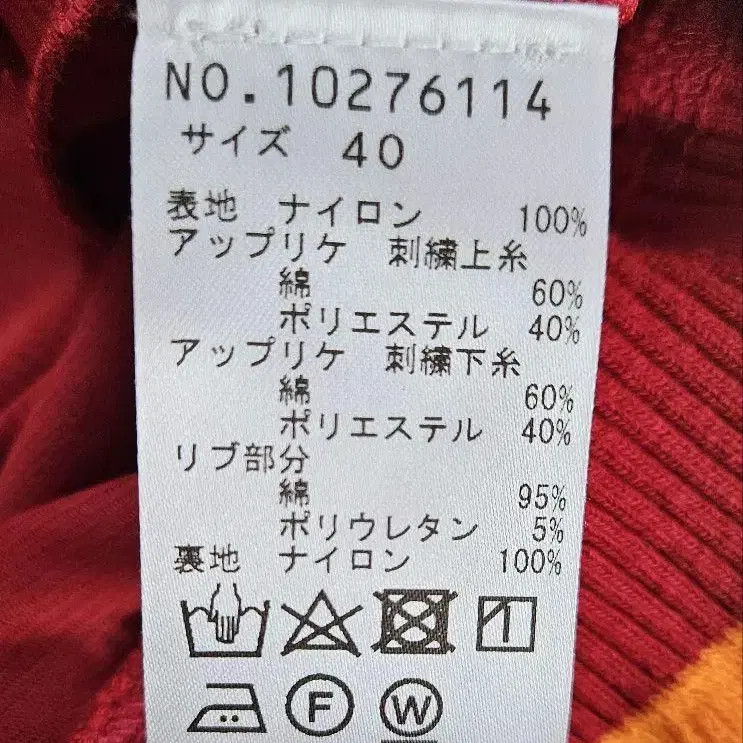 NO.10276114
サイズ 40
表地 ナイロン 100%
アップリケ 刺繍上糸
綿 60%
ポリエステル 40%
アップリケ 刺繍下糸
綿 60%
ポリエステル 40%
リブ部分
綿 95%
ポリウレタン 5%
裏地 ナイロン 100%
F W